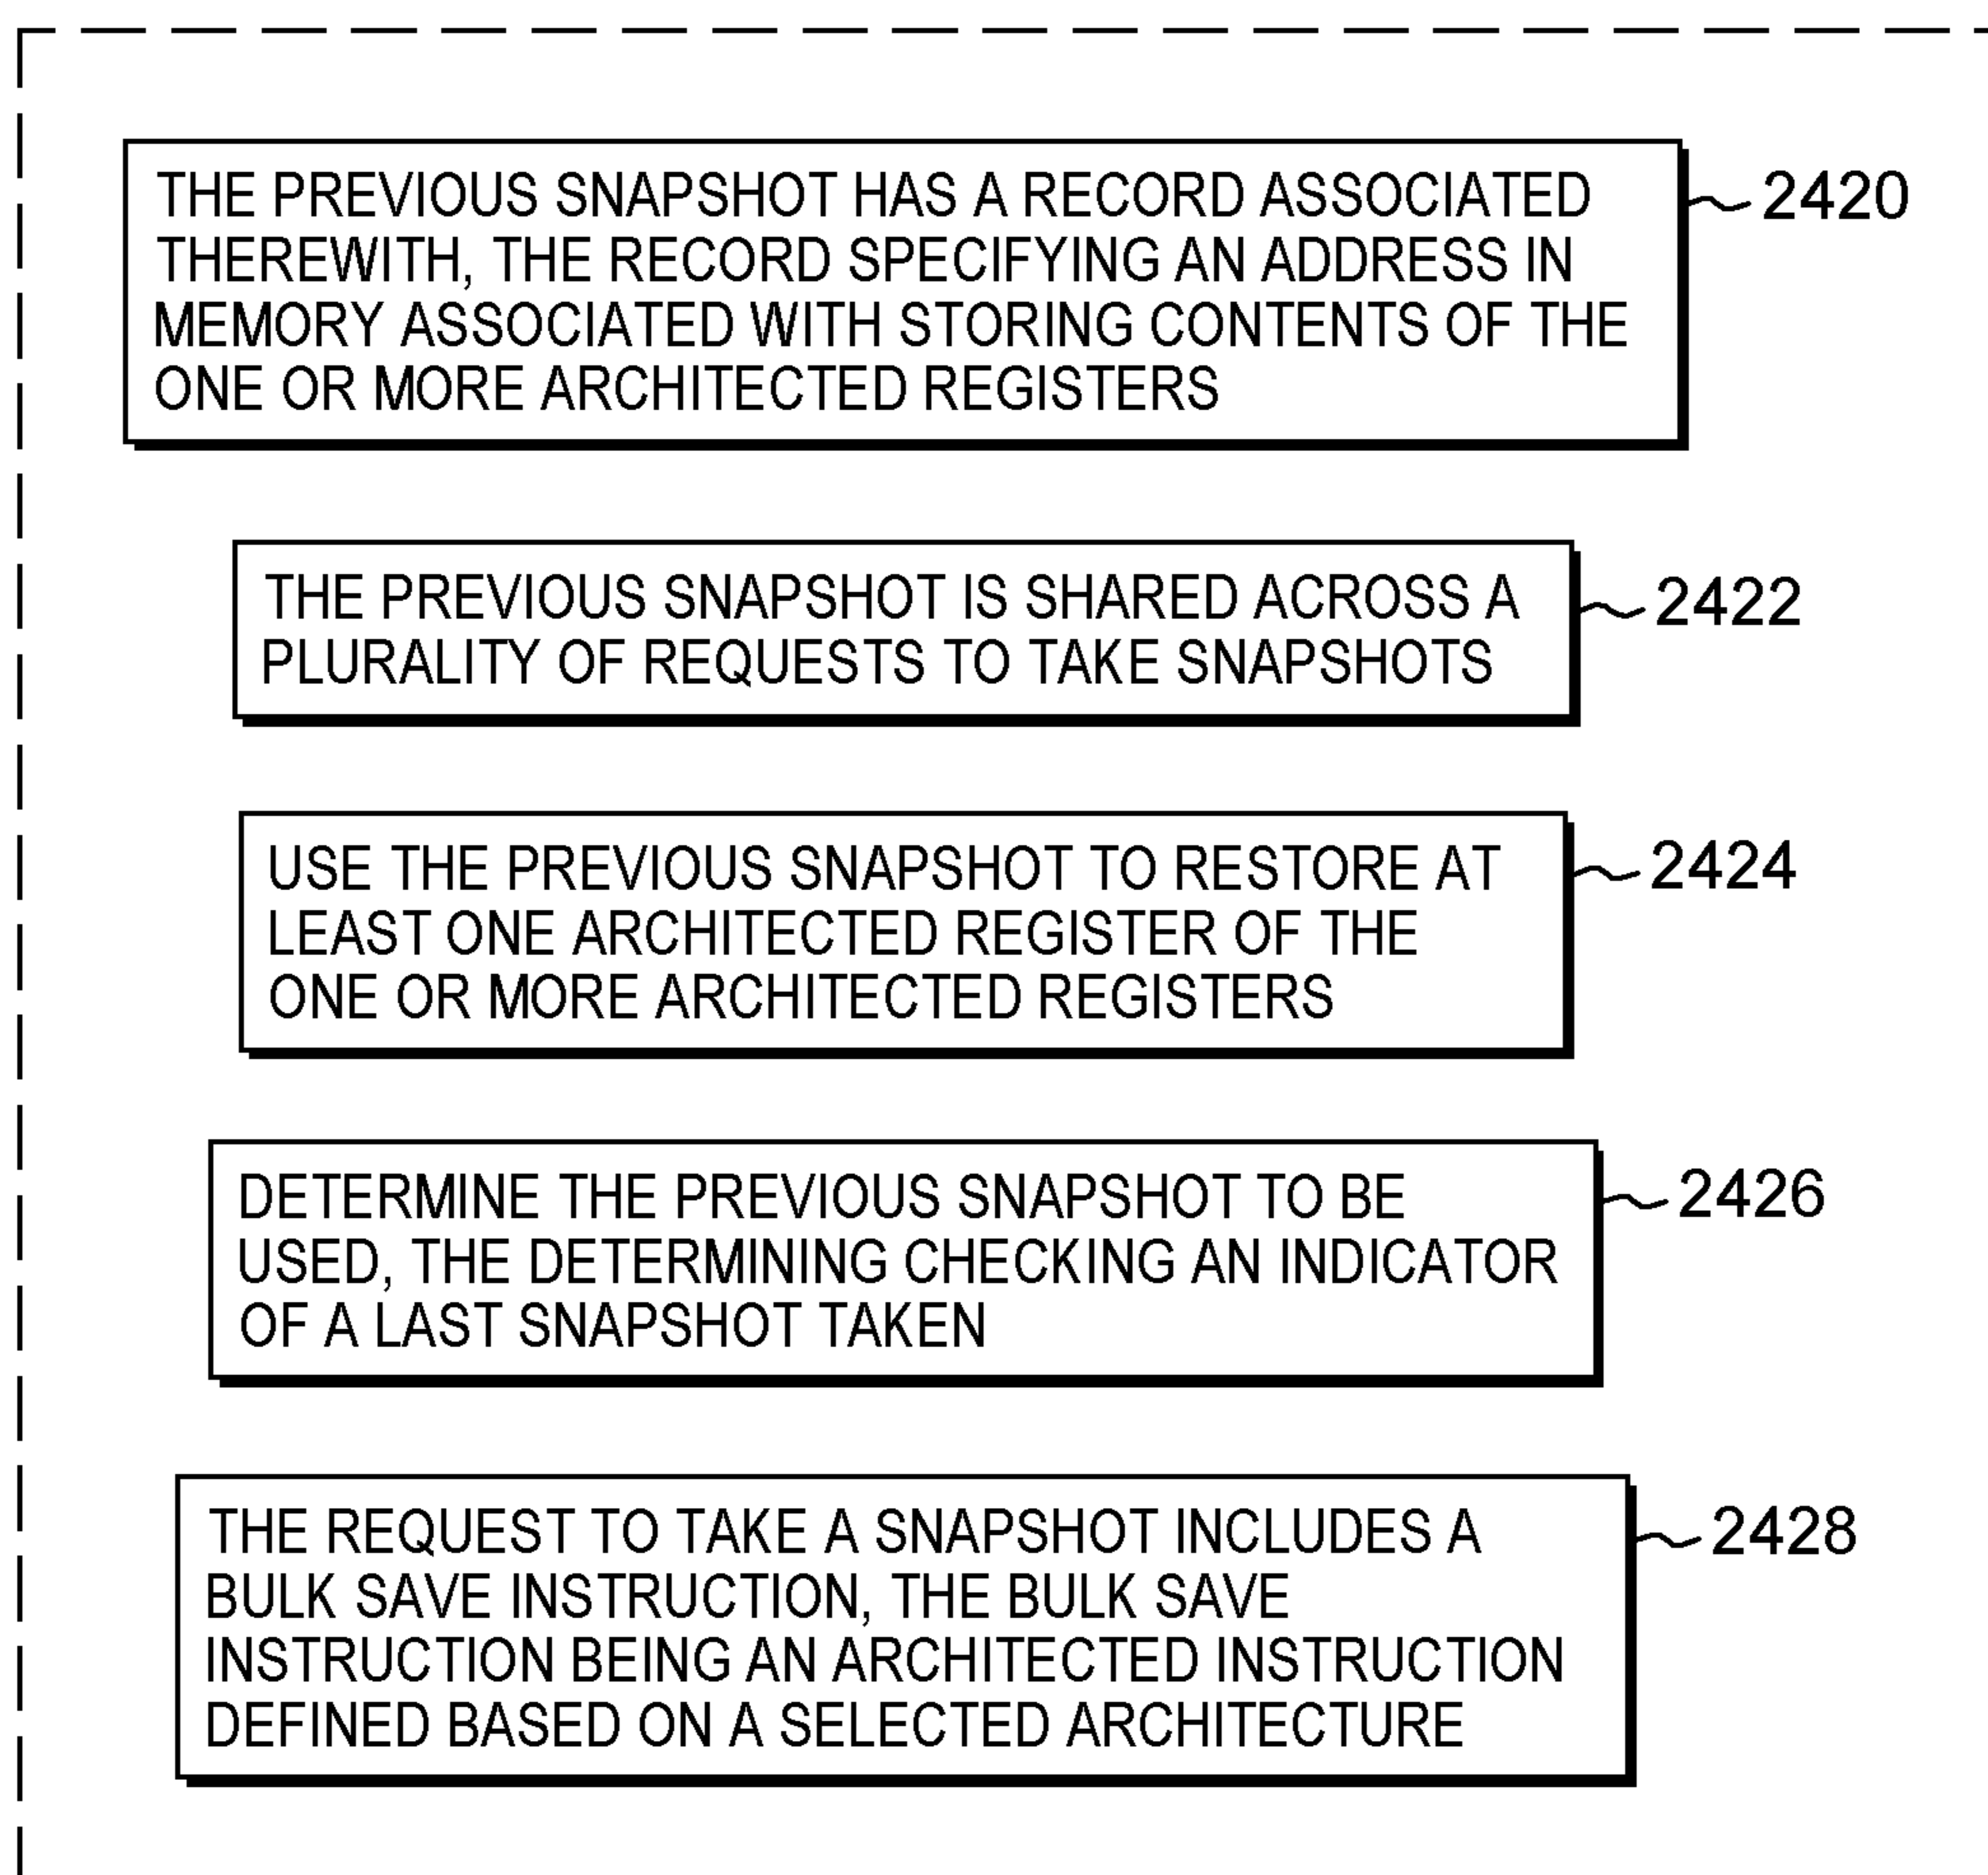 THE PREVIOUS SNAPSHOT HAS A RECORD ASSOCIATED
THEREWITH, THE RECORD SPECIFYING AN ADDRESS IN
MEMORY ASSOCIATED WITH STORING CONTENTS OF THE
ONE OR MORE ARCHITECTED REGISTERS
2420
THE PREVIOUS SNAPSHOT IS SHARED ACROSS A
PLURALITY OF REQUESTS TO TAKE SNAPSHOTS
2422
USE THE PREVIOUS SNAPSHOT TO RESTORE AT
LEAST ONE ARCHITECTED REGISTER OF THE
ONE OR MORE ARCHITECTED REGISTERS
2424
DETERMINE THE PREVIOUS SNAPSHOT TO BE
USED, THE DETERMINING CHECKING AN INDICATOR
OF A LAST SNAPSHOT TAKEN
2426
THE REQUEST TO TAKE A SNAPSHOT INCLUDES A
BULK SAVE INSTRUCTION, THE BULK SAVE
INSTRUCTION BEING AN ARCHITECTED INSTRUCTION
DEFINED BASED ON A SELECTED ARCHITECTURE
2428